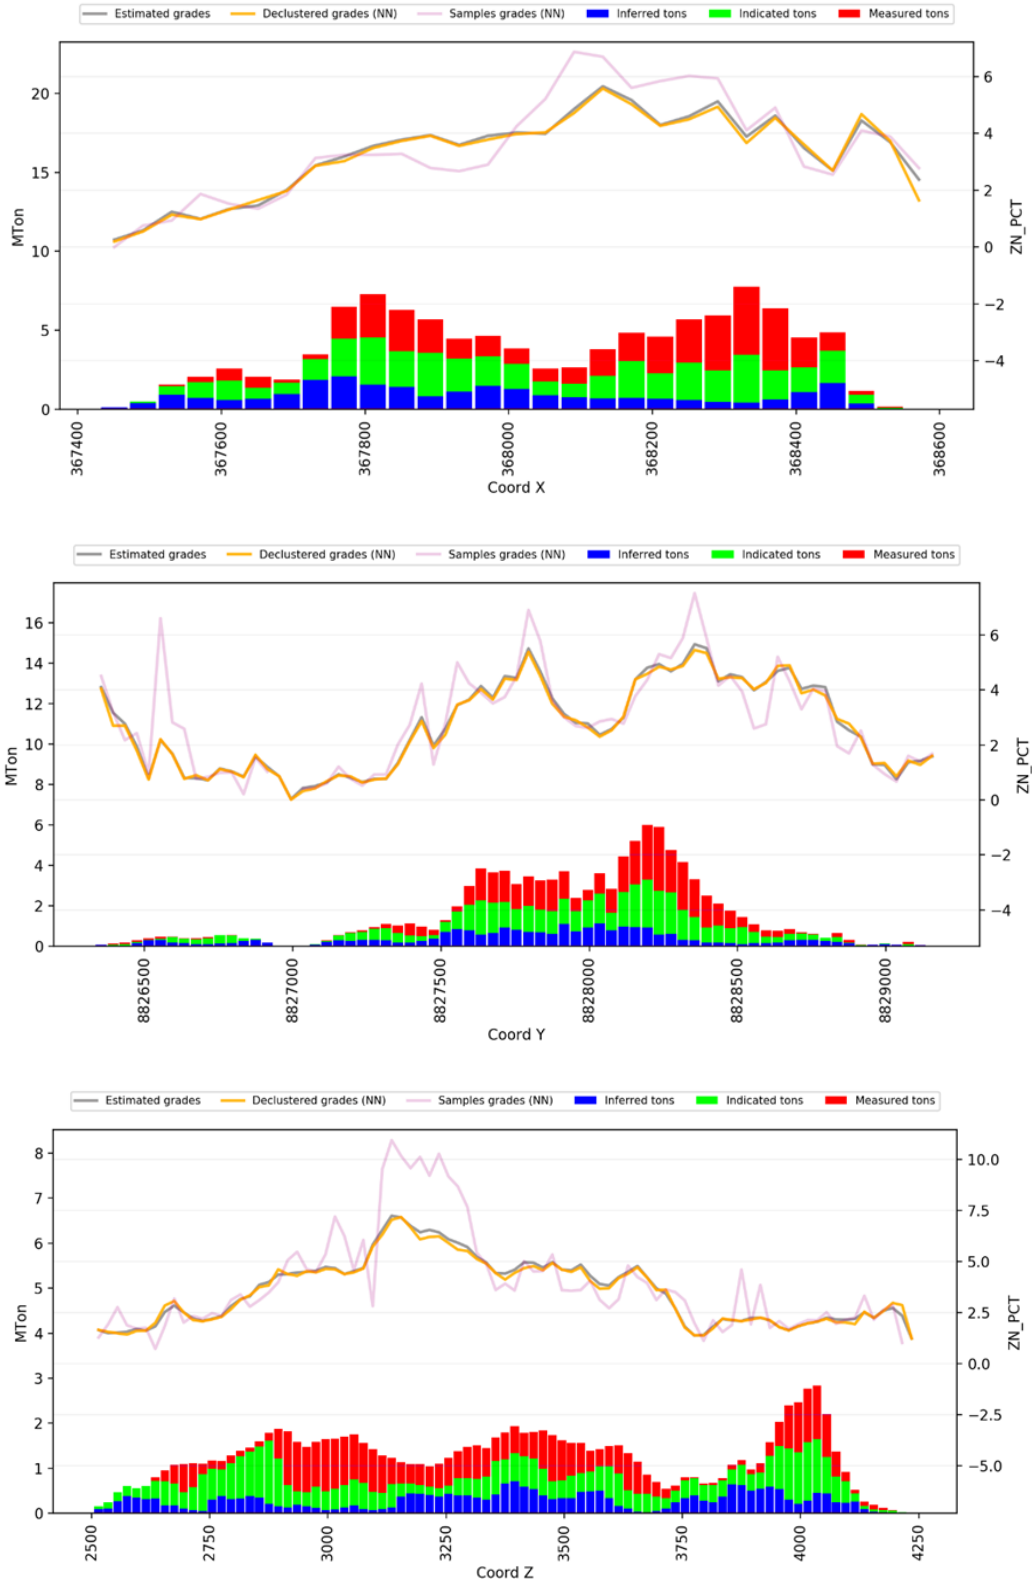 Estimated grades Declustered grades (NN) Samples grades (NN) Inferred tons Indicated tons Measured tons
20
15
10
5
0
MTon
6
4
2
0
−2
−4
ZN_PCT
367400 367600 367800 368000 368200 368400 368600
Coord X
Estimated grades Declustered grades (NN) Samples grades (NN) Inferred tons Indicated tons Measured tons
16
14
12
10
8
6
4
2
0
MTon
6
4
2
0
−2
−4
ZN_PCT
8826500 8827000 8827500 8828000 8828500 8829000
Coord Y
Estimated grades Declustered grades (NN) Samples grades (NN) Inferred tons Indicated tons Measured tons
8
7
6
5
4
3
2
1
0
MTon
10.0
7.5
5.0
2.5
0.0
−2.5
−5.0
ZN_PCT
2500 2750 3000 3250 3500 3750 4000 4250
Coord Z